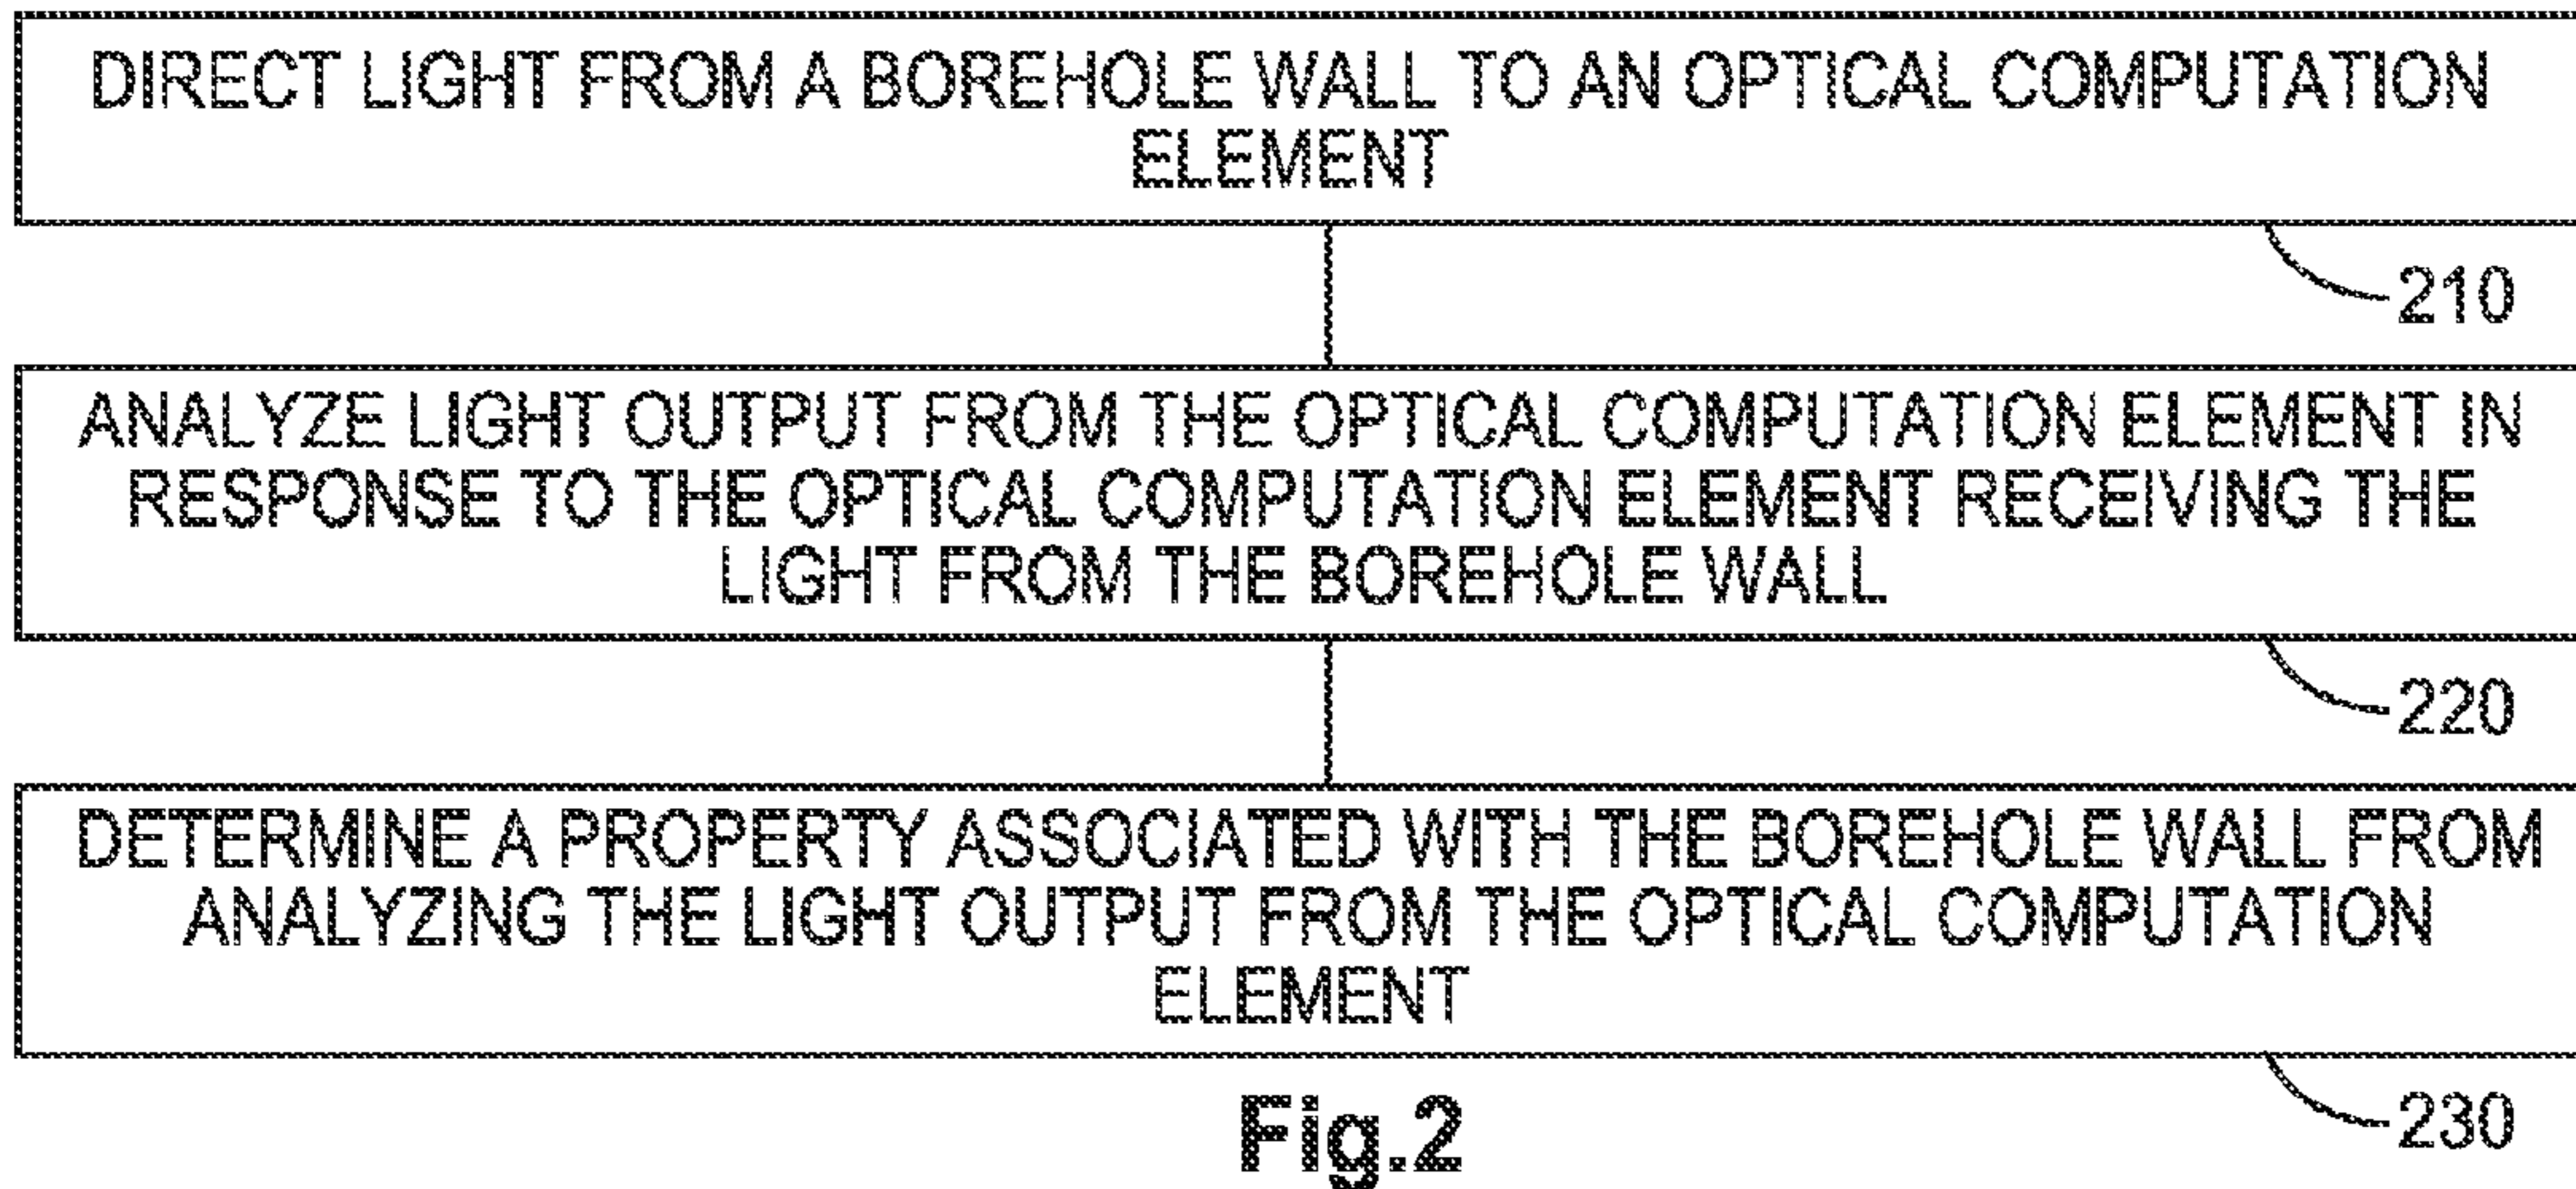 DIRECT LIGHT FROM A BOREHOLE WALL TO AN OPTICAL COMPUTATION
ELEMENT
210
ANALYZE LIGHT OUTPUT FROM THE OPTICAL COMPUTATION ELEMENT IN
RESPONSE TO THE OPTICAL COMPUTATION ELEMENT RECEIVING THE
LIGHT FROM THE BOREHOLE WALL
220
DETERMINE A PROPERTY ASSOCIATED WITH THE BOREHOLE WALL FROM
ANALYZING THE LIGHT OUTPUT FROM THE OPTICAL COMPUTATION
ELEMENT
230
Fig.2